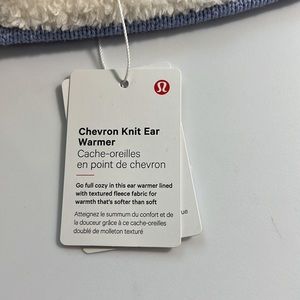 Chevron Knit Ear
Warmer
Cache-oreilles
en point de chevron
Go full cozy in this ear warmer lined
with textured fleece fabric for
warmth that's softer than soft
Atteignez le summum du confort et de
la douceur grâce à ce cache-oreilles
doublé de molleton texturé